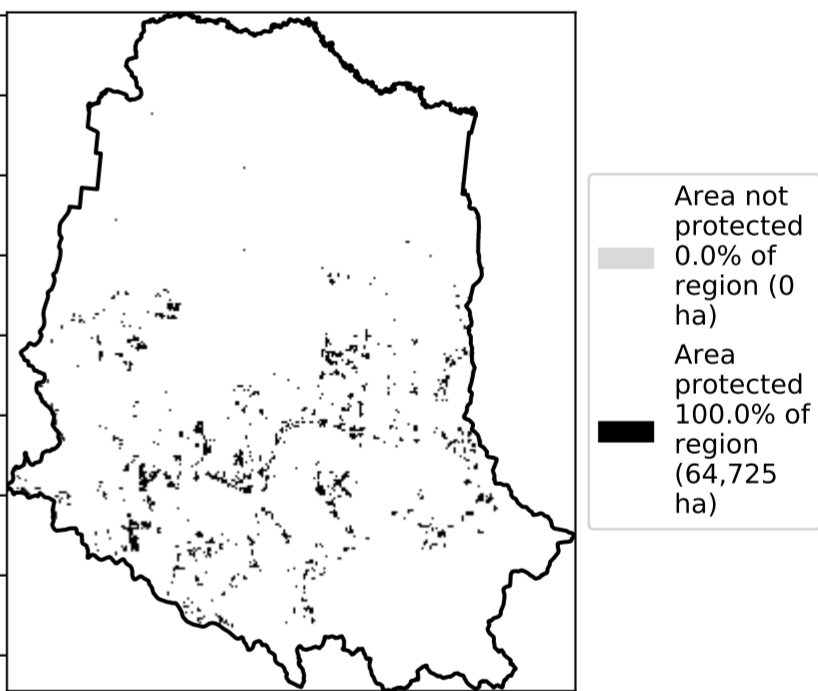 Area not
protected
0.0% of
region (0
ha)
Area
protected
100.0% of
region
(64,725
ha)